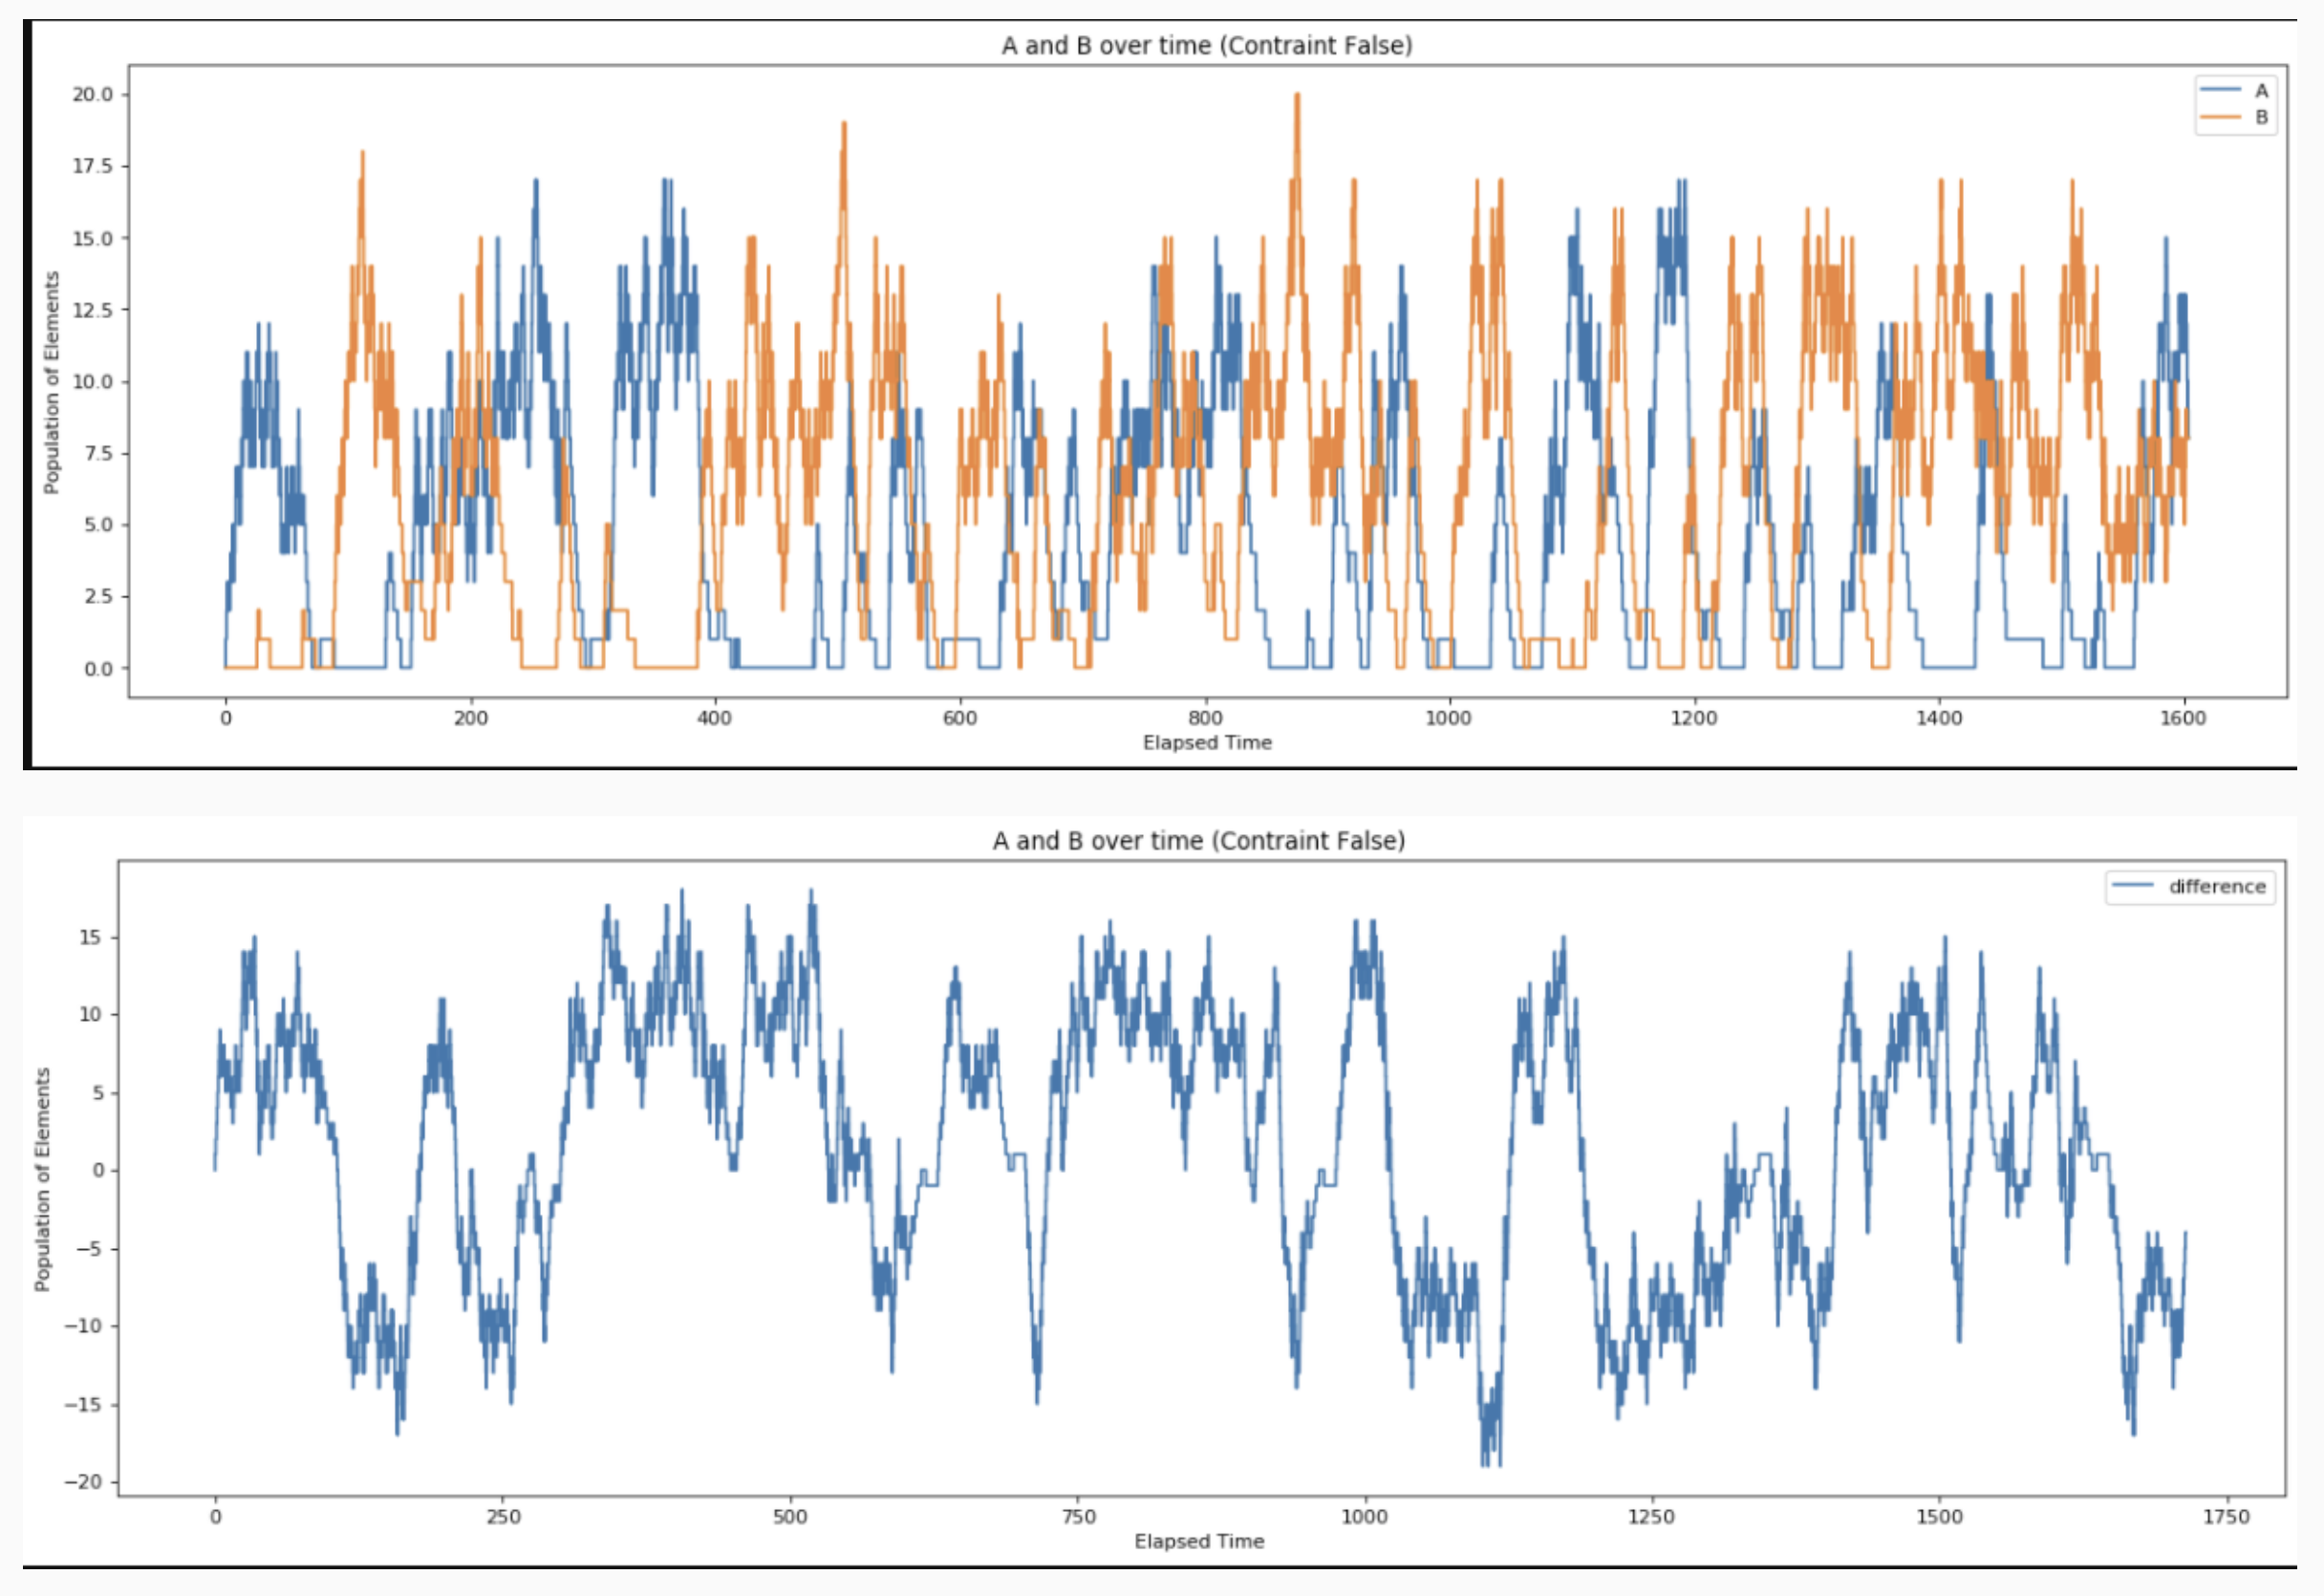 A and B over time (Contraint False)
A
B
Population of Elements
20.0
17.5
15.0
12.5
10.0
7.5
5.0
2.5
0.0
0 200 400 600 800 1000 1200 1400 1600
Elapsed Time
A and B over time (Contraint False)
difference
Population of Elements
15
10
5
0
−5
−10
−15
−20
0 250 500 750 1000 1250 1500 1750
Elapsed Time